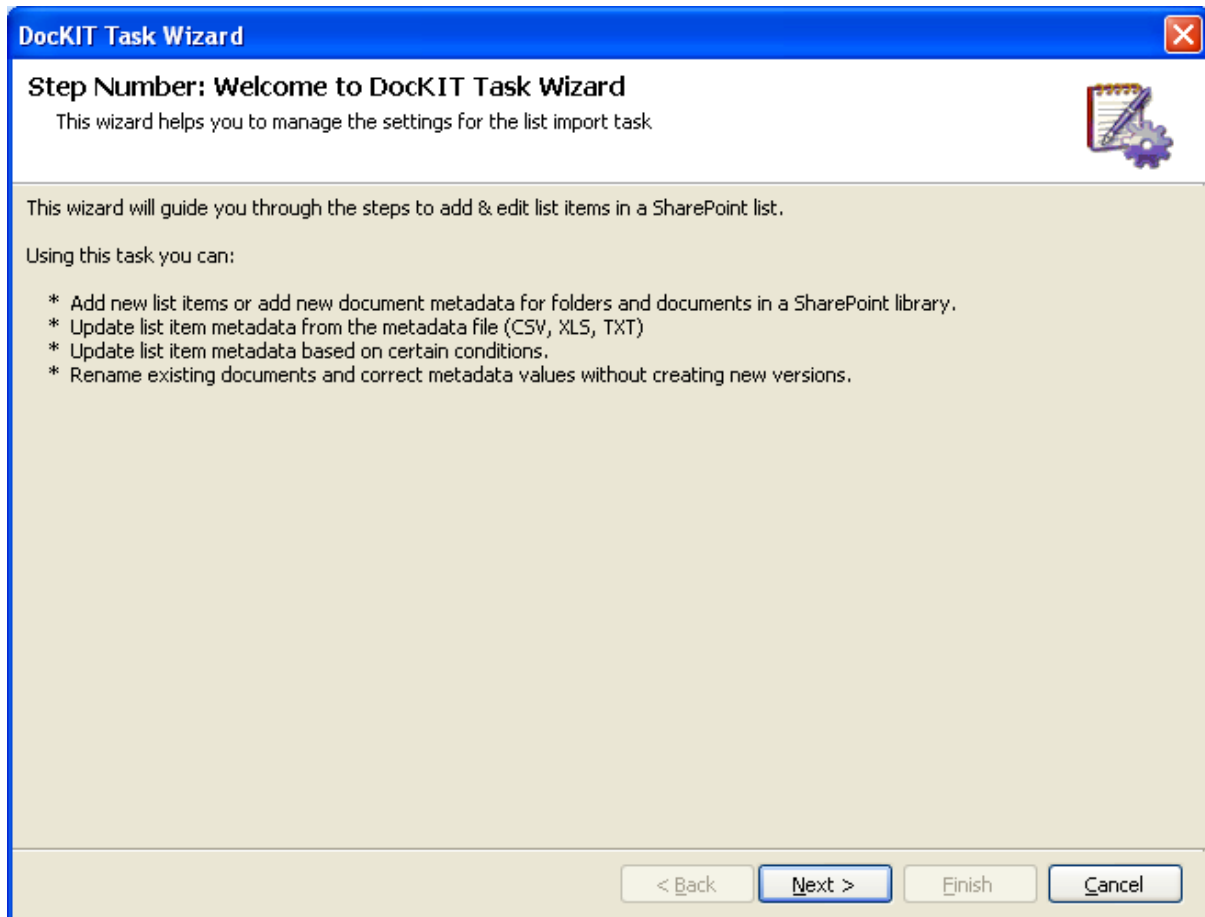 DocKIT Task Wizard
Step Number: Welcome to DocKIT Task Wizard
This wizard helps you to manage the settings for the list import task
This wizard will guide you through the steps to add & edit list items in a SharePoint list.
Using this task you can:
* Add new list items or add new document metadata for folders and documents in a SharePoint library.
* Update list item metadata from the metadata file (CSV, XLS, TXT)
* Update list item metadata based on certain conditions.
* Rename existing documents and correct metadata values without creating new versions.
< Back Next > Finish Cancel